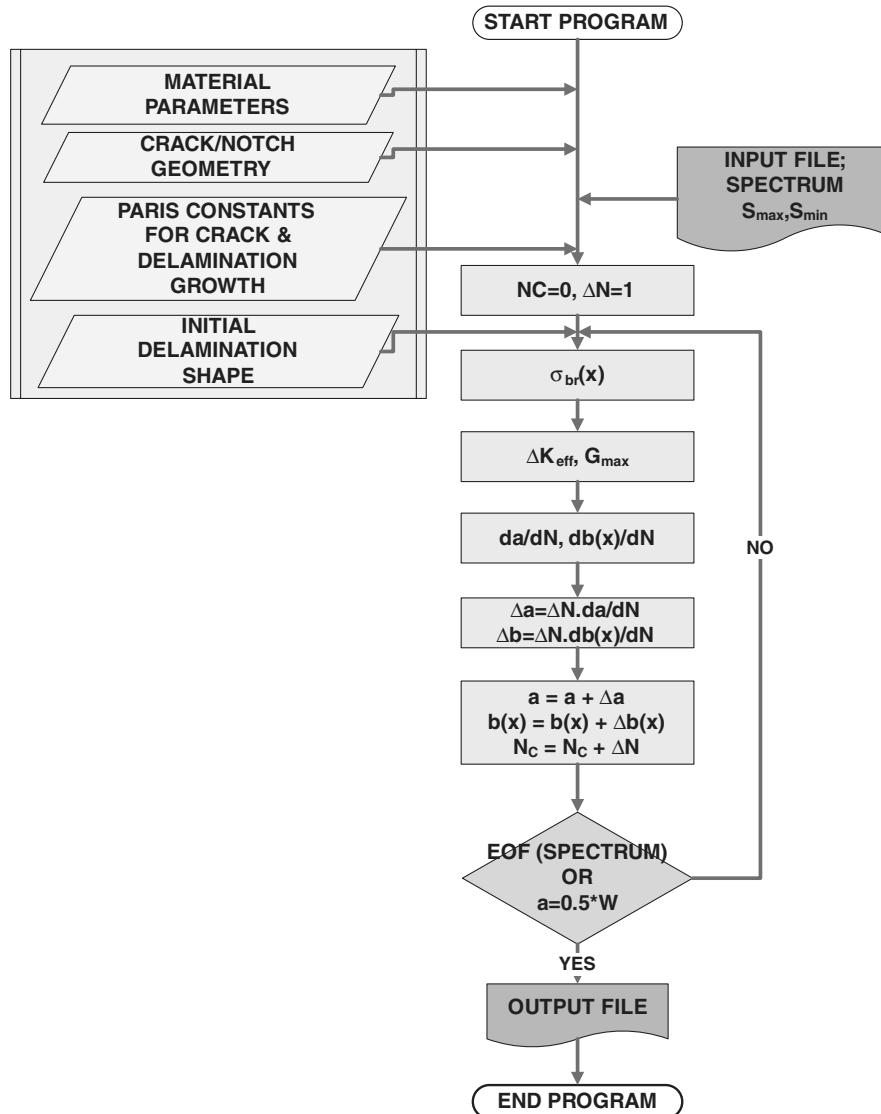 START PROGRAM
MATERIAL
PARAMETERS
CRACK/NOTCH
GEOMETRY
INPUT FILE;
SPECTRUM
Smax,Smin
PARIS CONSTANTS
FOR CRACK &
DELAMINATION
GROWTH
NC=0, ΔN=1
INITIAL
DELAMINATION
SHAPE
σbr(x)
ΔKeff, Gmax
da/dN, db(x)/dN
NO
Δa=ΔN.da/dN
Δb=ΔN.db(x)/dN
a = a + Δa
b(x) = b(x) + Δb(x)
NC = NC + ΔN
EOF (SPECTRUM)
OR
a=0.5*W
YES
OUTPUT FILE
END PROGRAM